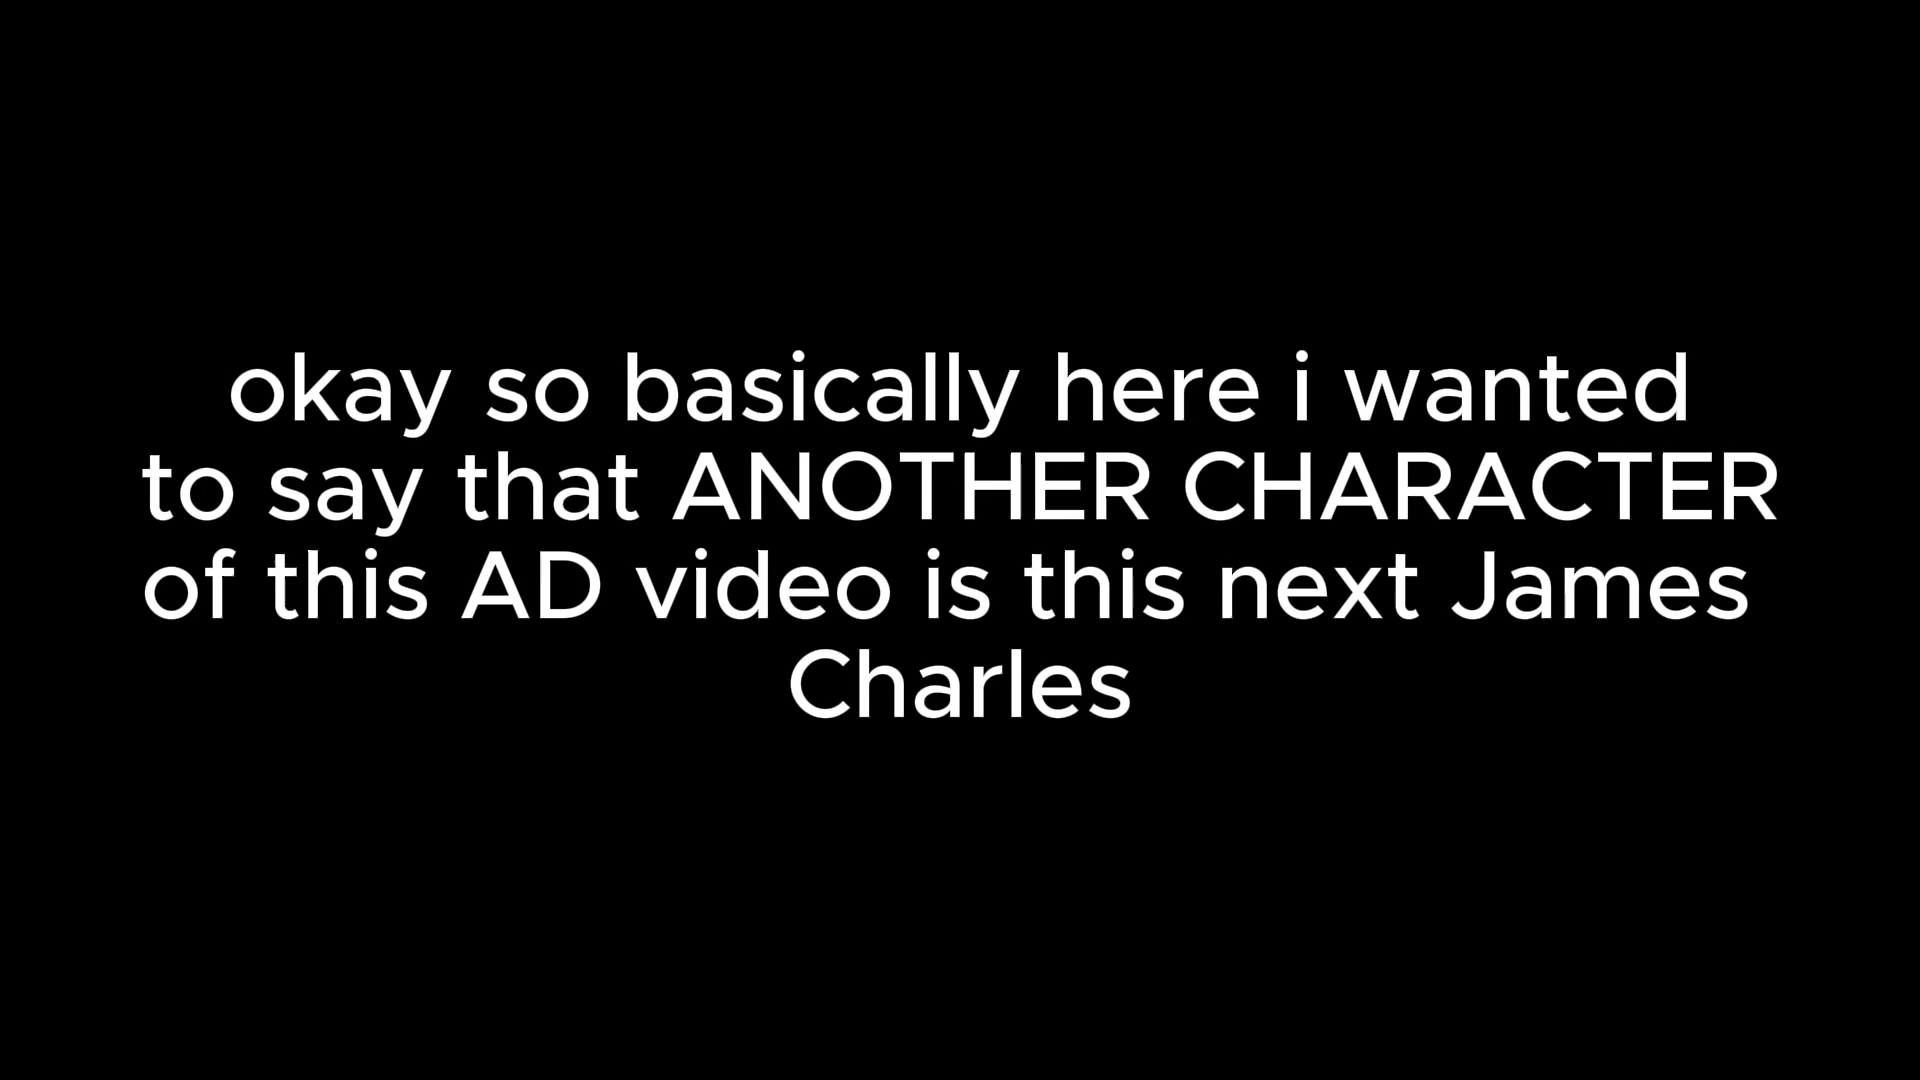 okay so basically here i wanted
to say that ANOTHER CHARACTER
of this AD video is this next James
Charles